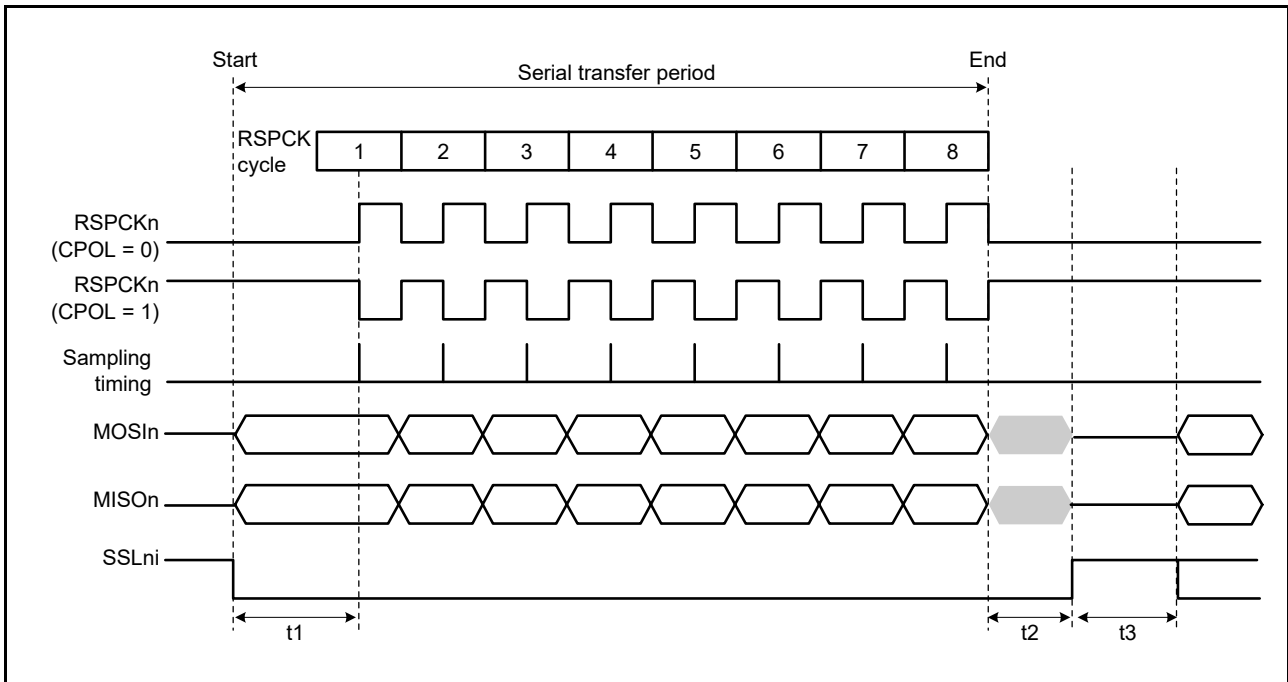 Start
End
Serial transfer period
RSPCK
cycle
1 2 3 4 5 6 7 8
RSPCKn
(CPOL = 0)
RSPCKn
(CPOL = 1)
Sampling
timing
MOSIn
MISOn
SSLni
t1
t2
t3